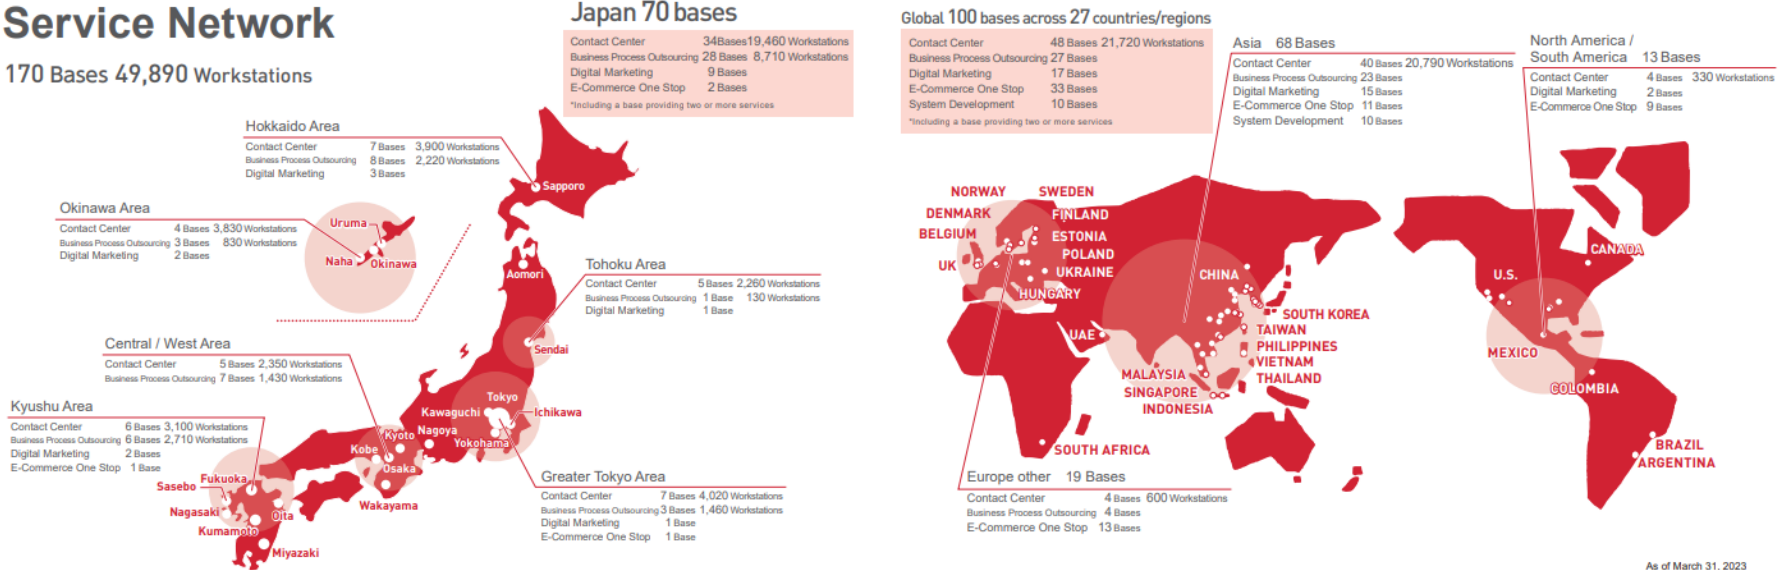 Service Network
170 Bases 49,890 Workstations
Japan 70 bases
Contact Center 34Bases19,460 Workstations
Business Process Outsourcing 28 Bases 8,710 Workstations
Digital Marketing 9 Bases
E-Commerce One Stop 2 Bases
*Including a base providing two or more services
Hokkaido Area
Contact Center 7 Bases 3,900 Workstations
Business Process Outsourcing 8 Bases 2,220 Workstations
Digital Marketing 3 Bases
Sapporo
Okinawa Area
Contact Center 4 Bases 3,830 Workstations
Business Process Outsourcing 3 Bases 830 Workstations
Digital Marketing 2 Bases
Uruma
Naha
Okinawa
Aomori
Tohoku Area
Contact Center 5 Bases 2,260 Workstations
Business Process Outsourcing 1 Base 130 Workstations
Digital Marketing 1 Base
Sendai
Central / West Area
Contact Center 5 Bases 2,350 Workstations
Business Process Outsourcing 7 Bases 1,430 Workstations
Kyushu Area
Contact Center 6 Bases 3,100 Workstations
Business Process Outsourcing 6 Bases 2,710 Workstations
Digital Marketing 2 Bases
E-Commerce One Stop 1 Base
Tokyo
Kawaguchi
Ichikawa
Nagoya
Yokohama
Kyoto
Kobe
Osaka
Wakayama
Fukuoka
Sasebo
Nagasaki
Oita
Kumamoto
Miyazaki
Greater Tokyo Area
Contact Center 7 Bases 4,020 Workstations
Business Process Outsourcing 3 Bases 1,460 Workstations
Digital Marketing 1 Base
E-Commerce One Stop 1 Base
Global 100 bases across 27 countries/regions
Contact Center 48 Bases 21,720 Workstations
Business Process Outsourcing 27 Bases
Digital Marketing 17 Bases
E-Commerce One Stop 33 Bases
System Development 10 Bases
*Including a base providing two or more services
Asia 68 Bases
Contact Center 40 Bases 20,790 Workstations
Business Process Outsourcing 23 Bases
Digital Marketing 15 Bases
E-Commerce One Stop 11 Bases
System Development 10 Bases
North America /
South America 13 Bases
Contact Center 4 Bases 330 Workstations
Digital Marketing 2 Bases
E-Commerce One Stop 9 Bases
NORWAY
SWEDEN
DENMARK
FINLAND
BELGIUM
ESTONIA
POLAND
UK
UKRAINE
HUNGARY
CHINA
UAE
SOUTH KOREA
TAIWAN
PHILIPPINES
VIETNAM
THAILAND
MALAYSIA
SINGAPORE
INDONESIA
SOUTH AFRICA
CANADA
U.S.
MEXICO
COLOMBIA
BRAZIL
ARGENTINA
Europe other 19 Bases
Contact Center 4 Bases 600 Workstations
Business Process Outsourcing 4 Bases
E-Commerce One Stop 13 Bases
As of March 31, 2023